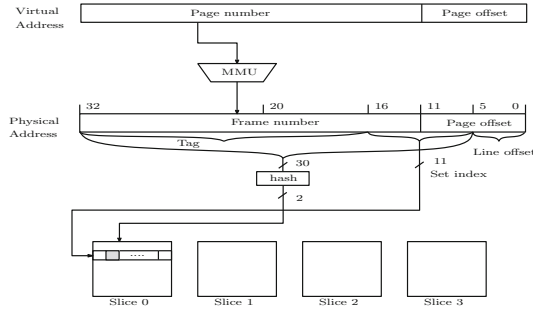 Virtual Address
Page number
Page offset
MMU
32 20 16 11 5 0
Physical Address
Frame number
Page offset
Tag
Line offset
30
11
Set index
hash
2
....
Slice 0
Slice 1
Slice 2
Slice 3